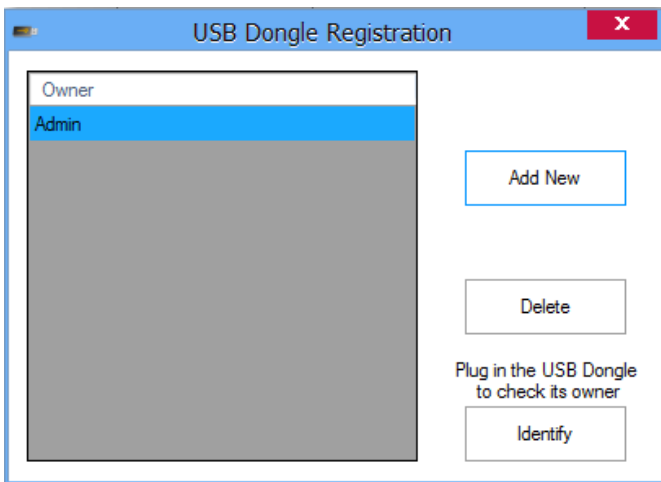 USB Dongle Registration
X
Owner
Admin
Add New
Delete
Plug in the USB Dongle
to check its owner
Identify